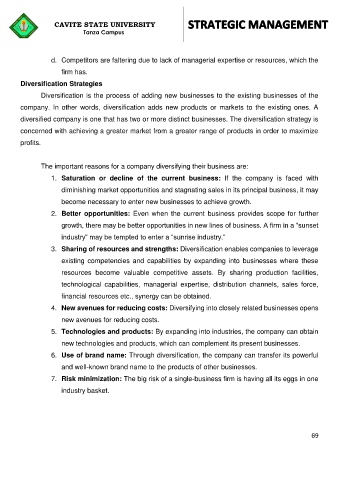 CAVITE STATE UNIVERSITY
Tanza Campus
STRATEGIC MANAGEMENT
d. Competitors are faltering due to lack of managerial expertise or resources, which the
firm has.
Diversification Strategies
Diversification is the process of adding new businesses to the existing businesses of the
company. In other words, diversification adds new products or markets to the existing ones. A
diversified company is one that has two or more distinct businesses. The diversification strategy is
concerned with achieving a greater market from a greater range of products in order to maximize
profits.
The important reasons for a company diversifying their business are:
1. Saturation or decline of the current business: If the company is faced with
diminishing market opportunities and stagnating sales in its principal business, it may
become necessary to enter new businesses to achieve growth.
2. Better opportunities: Even when the current business provides scope for further
growth, there may be better opportunities in new lines of business. A firm in a "sunset
industry" may be tempted to enter a "sunrise industry."
3. Sharing of resources and strengths: Diversification enables companies to leverage
existing competencies and capabilities by expanding into businesses where these
resources become valuable competitive assets. By sharing production facilities,
technological capabilities, managerial expertise, distribution channels, sales force,
financial resources etc., synergy can be obtained.
4. New avenues for reducing costs: Diversifying into closely related businesses opens
new avenues for reducing costs.
5. Technologies and products: By expanding into industries, the company can obtain
new technologies and products, which can complement its present businesses.
6. Use of brand name: Through diversification, the company can transfer its powerful
and well-known brand name to the products of other businesses.
7. Risk minimization: The big risk of a single-business firm is having all its eggs in one
industry basket.
69